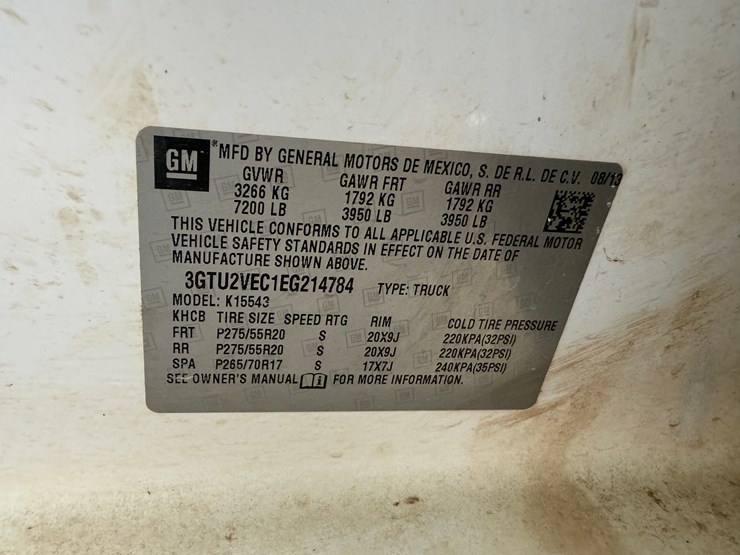 GM
*MFD BY GENERAL MOTORS DE MEXICO, S. DE R.L. DE C.V. 08/13
GVWR GAWR FRT GAWR RR
3266 KG 1792 KG 1792 KG
7200 LB 3950 LB 3950 LB
THIS VEHICLE CONFORMS TO ALL APPLICABLE U.S. FEDERAL MOTOR
VEHICLE SAFETY STANDARDS IN EFFECT ON THE DATE OF
MANUFACTURE SHOWN ABOVE.
3GTU2VEC1EG214784 TYPE: TRUCK
MODEL: K15543
KHCB TIRE SIZE SPEED RTG RIM COLD TIRE PRESSURE
FRT P275/55R20 S 20X9J 220KPA(32PSI)
RR P275/55R20 S 20X9J 220KPA(32PSI)
SPA P265/70R17 S 17X7J 240KPA(35PSI)
SEE OWNER'S MANUAL i FOR MORE INFORMATION.